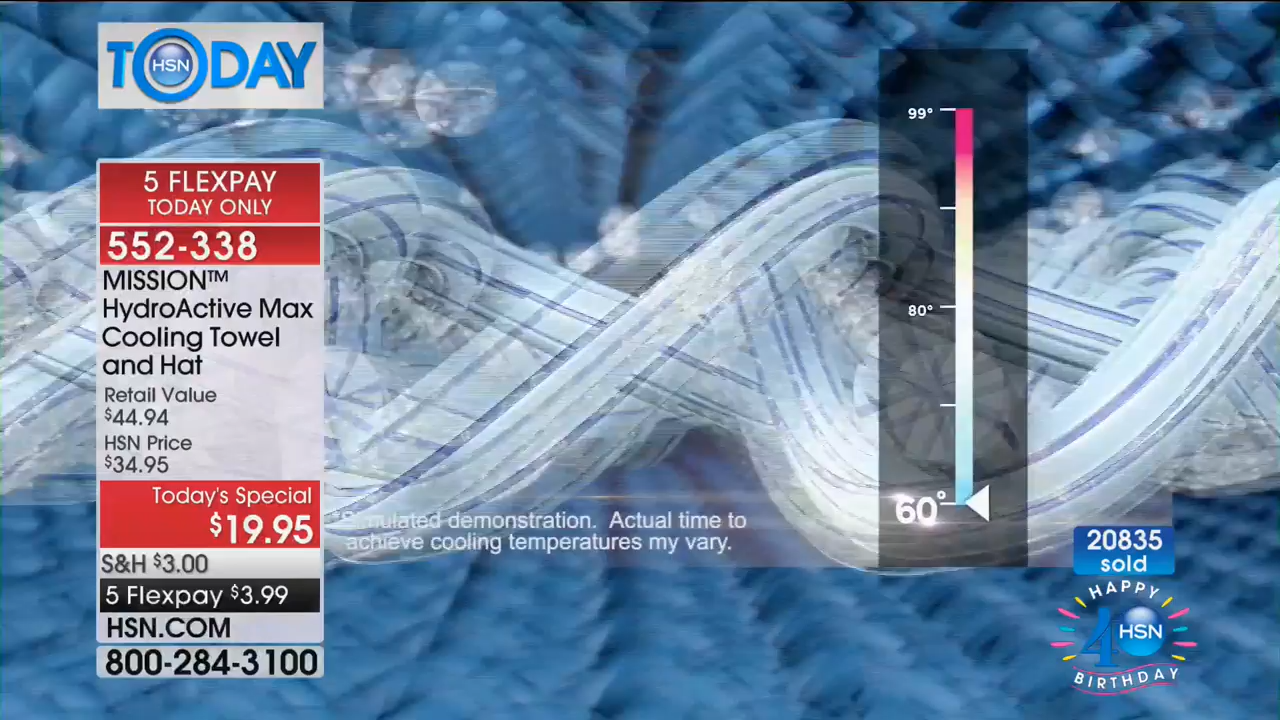 TODAY
HSN
5 FLEXPAY
TODAY ONLY
552-338
MISSION™
HydroActive Max
Cooling Towel
and Hat
Retail Value
$44.94
HSN Price
$34.95
Today's Special
$19.95
S&H $3.00
5 Flexpay $3.99
HSN.COM
800-284-3100
99°
80°
60°
*Simulated demonstration. Actual time to
achieve cooling temperatures my vary.
20835
sold
HAPPY
40 HSN
BIRTHDAY